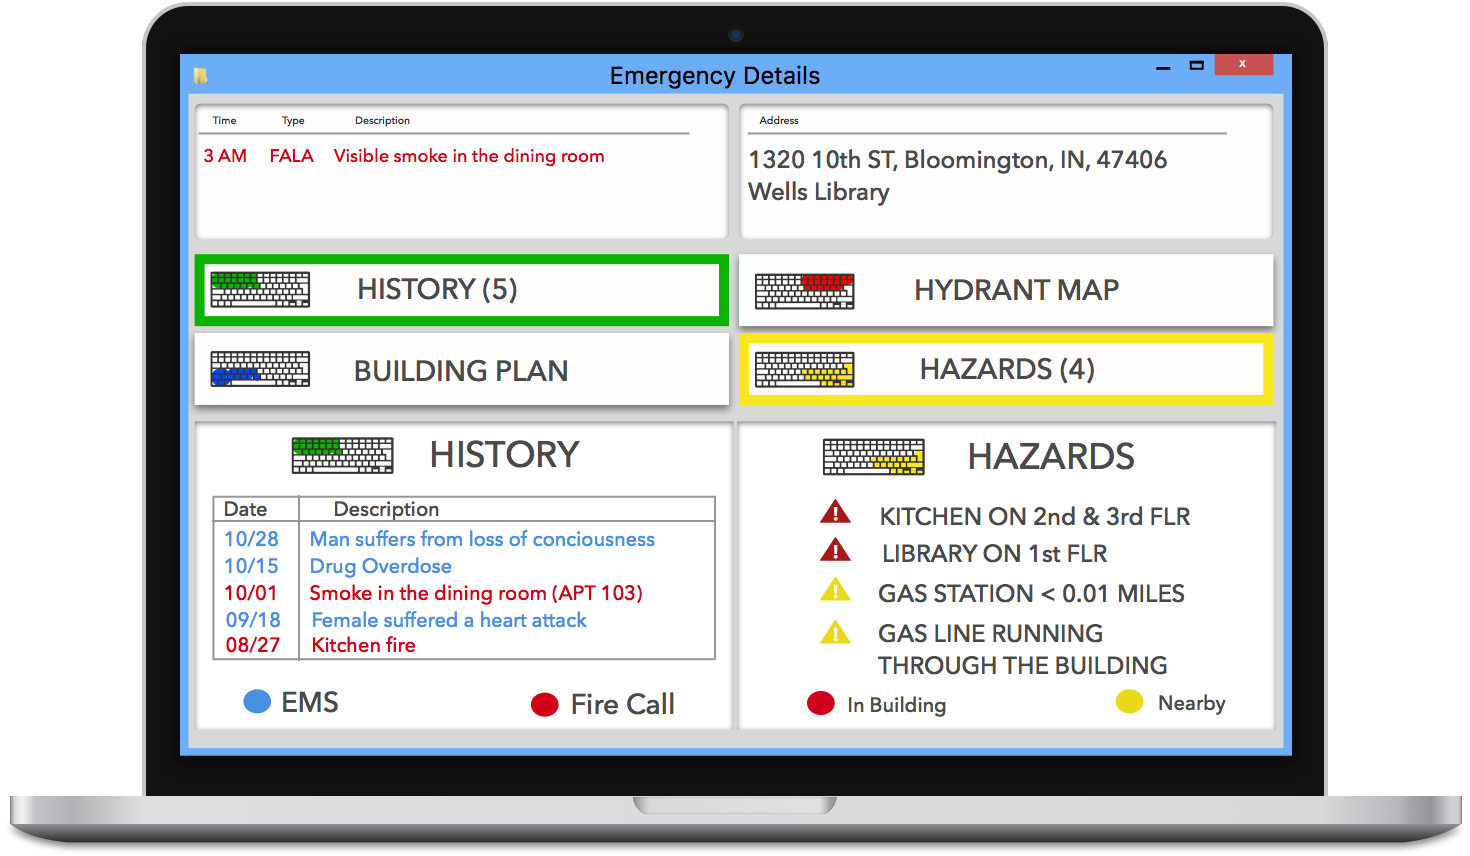 Emergency Details
x
Time Type Description
3 AM FALA Visible smoke in the dining room
Address
1320 10th ST, Bloomington, IN, 47406
Wells Library
HISTORY (5)
HYDRANT MAP
BUILDING PLAN
HAZARDS (4)
HISTORY
Date Description
10/28 Man suffers from loss of conciousness
10/15 Drug Overdose
10/01 Smoke in the dining room (APT 103)
09/18 Female suffered a heart attack
08/27 Kitchen fire
EMS Fire Call
HAZARDS
! KITCHEN ON 2nd & 3rd FLR
! LIBRARY ON 1st FLR
! GAS STATION < 0.01 MILES
! GAS LINE RUNNING
THROUGH THE BUILDING
In Building Nearby